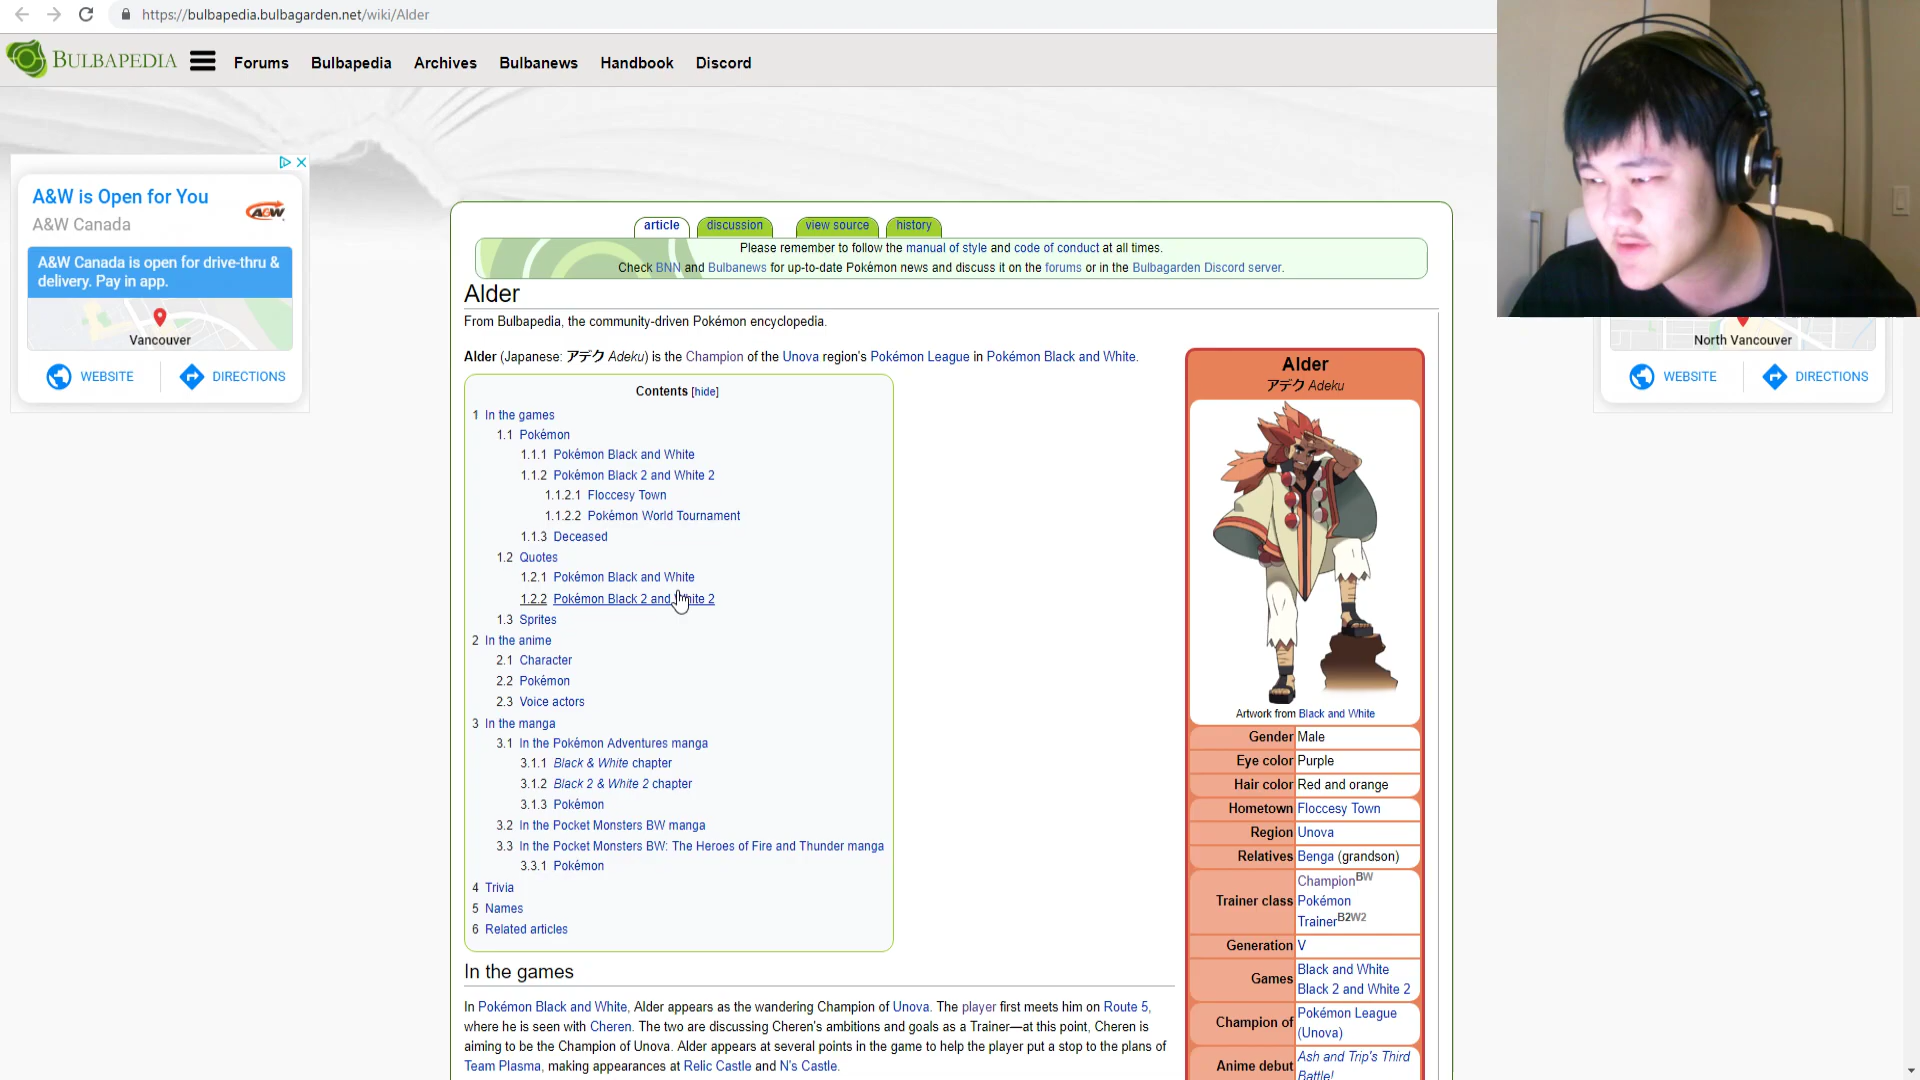 https://bulbapedia.bulbagarden.net/wiki/Alder
BULBAPEDIA
Forums
Bulbapedia
Archives
Bulbanews
Handbook
Discord
A&W is Open for You
A&W Canada
A&W
A&W Canada is open for drive-thru &
delivery. Pay in app.
Vancouver
WEBSITE
DIRECTIONS
North Vancouver
WEBSITE
DIRECTIONS
article
discussion
view source
history
Please remember to follow the manual of style and code of conduct at all times.
Check BNN and Bulbanews for up-to-date Pokémon news and discuss it on the forums or in the Bulbagarden Discord server.
Alder
From Bulbapedia, the community-driven Pokémon encyclopedia.
Alder (Japanese: アデク Adeku) is the Champion of the Unova region's Pokémon League in Pokémon Black and White.
Contents [hide]
1 In the games
1.1 Pokémon
1.1.1 Pokémon Black and White
1.1.2 Pokémon Black 2 and White 2
1.1.2.1 Floccesy Town
1.1.2.2 Pokémon World Tournament
1.1.3 Deceased
1.2 Quotes
1.2.1 Pokémon Black and White
1.2.2 Pokémon Black 2 and White 2
1.3 Sprites
2 In the anime
2.1 Character
2.2 Pokémon
2.3 Voice actors
3 In the manga
3.1 In the Pokémon Adventures manga
3.1.1 Black & White chapter
3.1.2 Black 2 & White 2 chapter
3.1.3 Pokémon
3.2 In the Pocket Monsters BW manga
3.3 In the Pocket Monsters BW: The Heroes of Fire and Thunder manga
3.3.1 Pokémon
4 Trivia
5 Names
6 Related articles
In the games
In Pokémon Black and White, Alder appears as the wandering Champion of Unova. The player first meets him on Route 5,
where he is seen with Cheren. The two are discussing Cheren's ambitions and goals as a Trainer—at this point, Cheren is
aiming to be the Champion of Unova. Alder appears at several points in the game to help the player put a stop to the plans of
Team Plasma, making appearances at Relic Castle and N's Castle.
Alder
アデク Adeku
Artwork from Black and White
Gender Male
Eye color Purple
Hair color Red and orange
Hometown Floccesy Town
Region Unova
Relatives Benga (grandson)
Trainer class Champion BW
Pokémon
Trainer B2W2
Generation V
Games Black and White
Black 2 and White 2
Champion of Pokémon League
(Unova)
Anime debut Ash and Trip's Third
Battle!